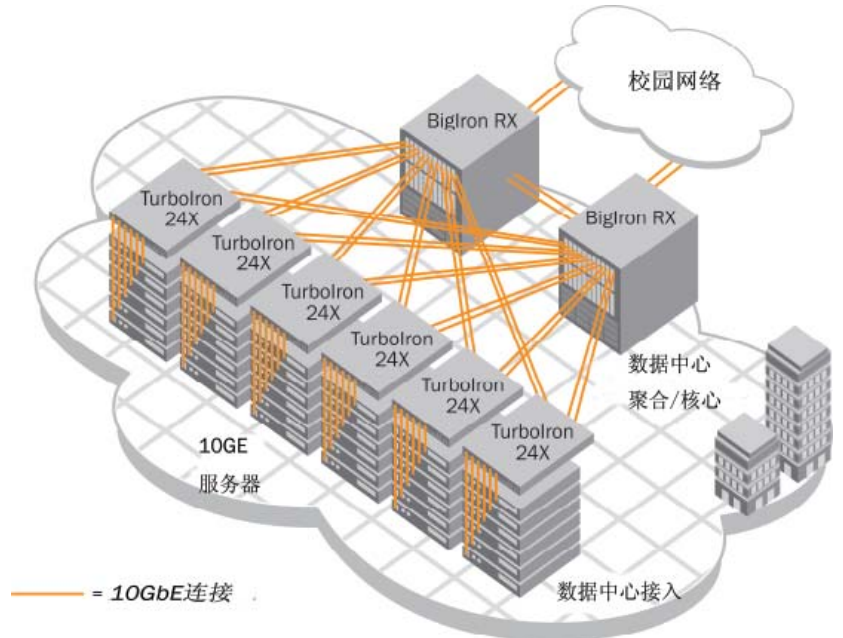 校园网络
BigIron RX
BigIron RX
TurboIron
24X
TurboIron
24X
TurboIron
24X
TurboIron
24X
TurboIron
24X
TurboIron
24X
数据中心
聚合/核心
10GE
服务器
数据中心接入
= 10GbE连接